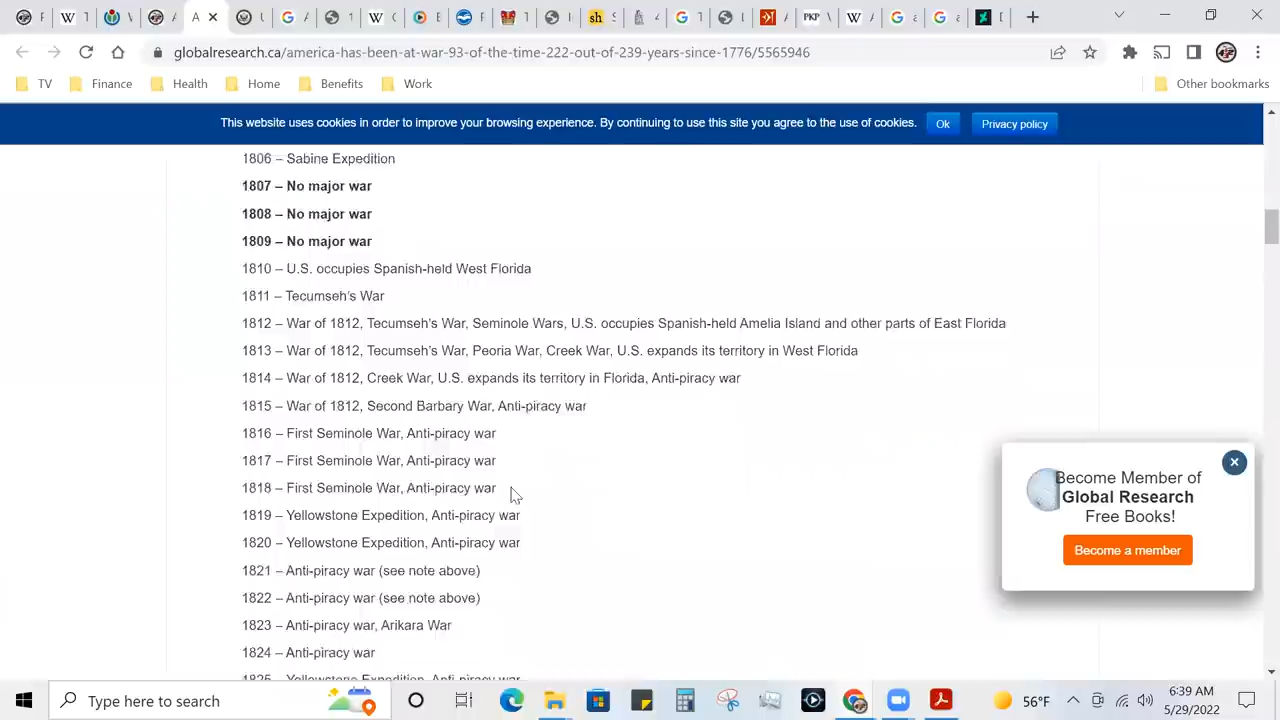 globalresearch.ca/america-has-been-at-war-93-of-the-time-222-out-of-239-years-since-1776/5565946
TV Finance Health Home Benefits Work Other bookmarks
This website uses cookies in order to improve your browsing experience. By continuing to use this site you agree to the use of cookies. Ok Privacy policy
1806 – Sabine Expedition
1807 – No major war
1808 – No major war
1809 – No major war
1810 – U.S. occupies Spanish-held West Florida
1811 – Tecumseh's War
1812 – War of 1812, Tecumseh's War, Seminole Wars, U.S. occupies Spanish-held Amelia Island and other parts of East Florida
1813 – War of 1812, Tecumseh's War, Peoria War, Creek War, U.S. expands its territory in West Florida
1814 – War of 1812, Creek War, U.S. expands its territory in Florida, Anti-piracy war
1815 – War of 1812, Second Barbary War, Anti-piracy war
1816 – First Seminole War, Anti-piracy war
1817 – First Seminole War, Anti-piracy war
1818 – First Seminole War, Anti-piracy war
1819 – Yellowstone Expedition, Anti-piracy war
1820 – Yellowstone Expedition, Anti-piracy war
1821 – Anti-piracy war (see note above)
1822 – Anti-piracy war (see note above)
1823 – Anti-piracy war, Arikara War
1824 – Anti-piracy war
1825 – Yellowstone Expedition, Anti-piracy war
Become Member of
Global Research
Free Books!
Become a member
Type here to search
56°F
6:39 AM
5/29/2022